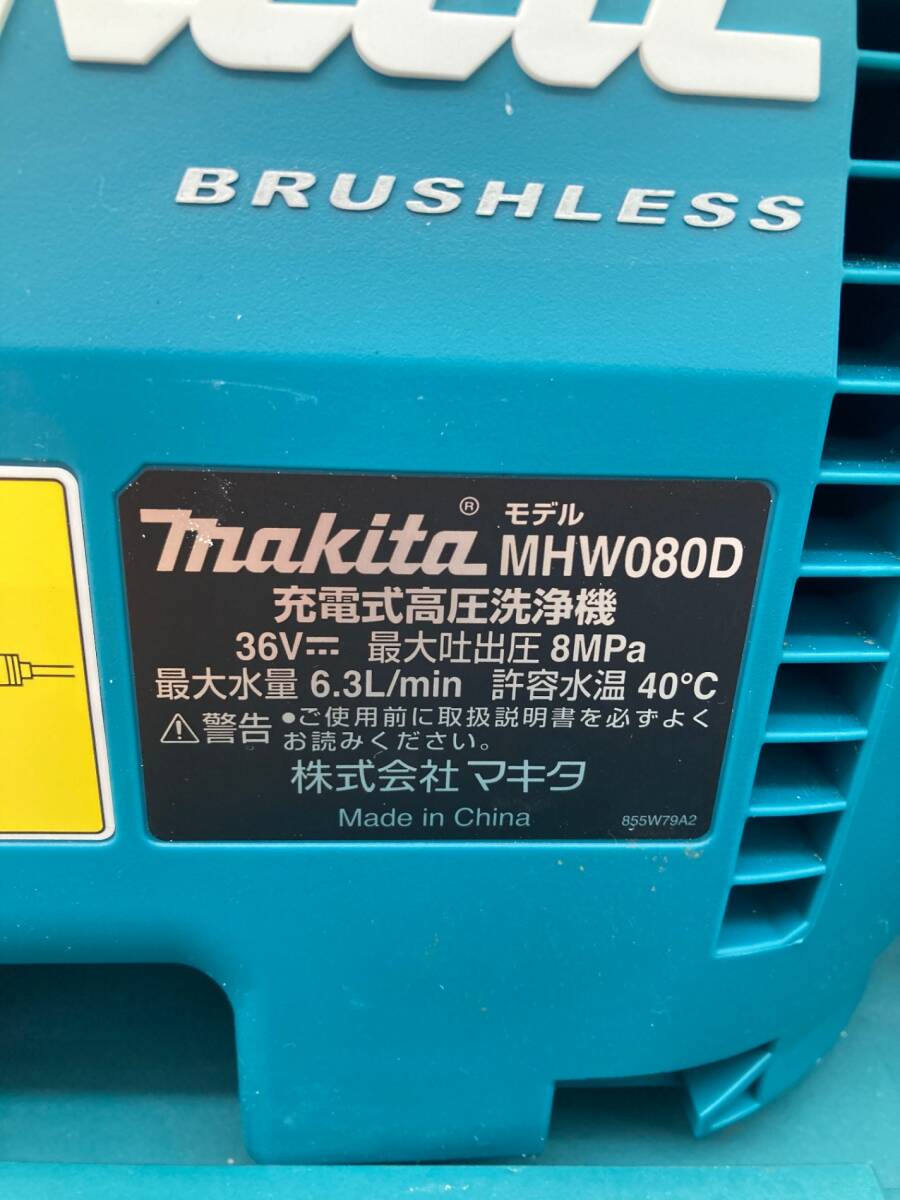 BRUSHLESS
makita® モデル MHW080D
充電式高圧洗浄機
36V⎓ 最大吐出圧 8MPa
最大水量 6.3L/min 許容水温 40℃
⚠警告 ●ご使用前に取扱説明書を必ずよく
お読みください。
株式会社 マキタ
Made in China 855W79A2